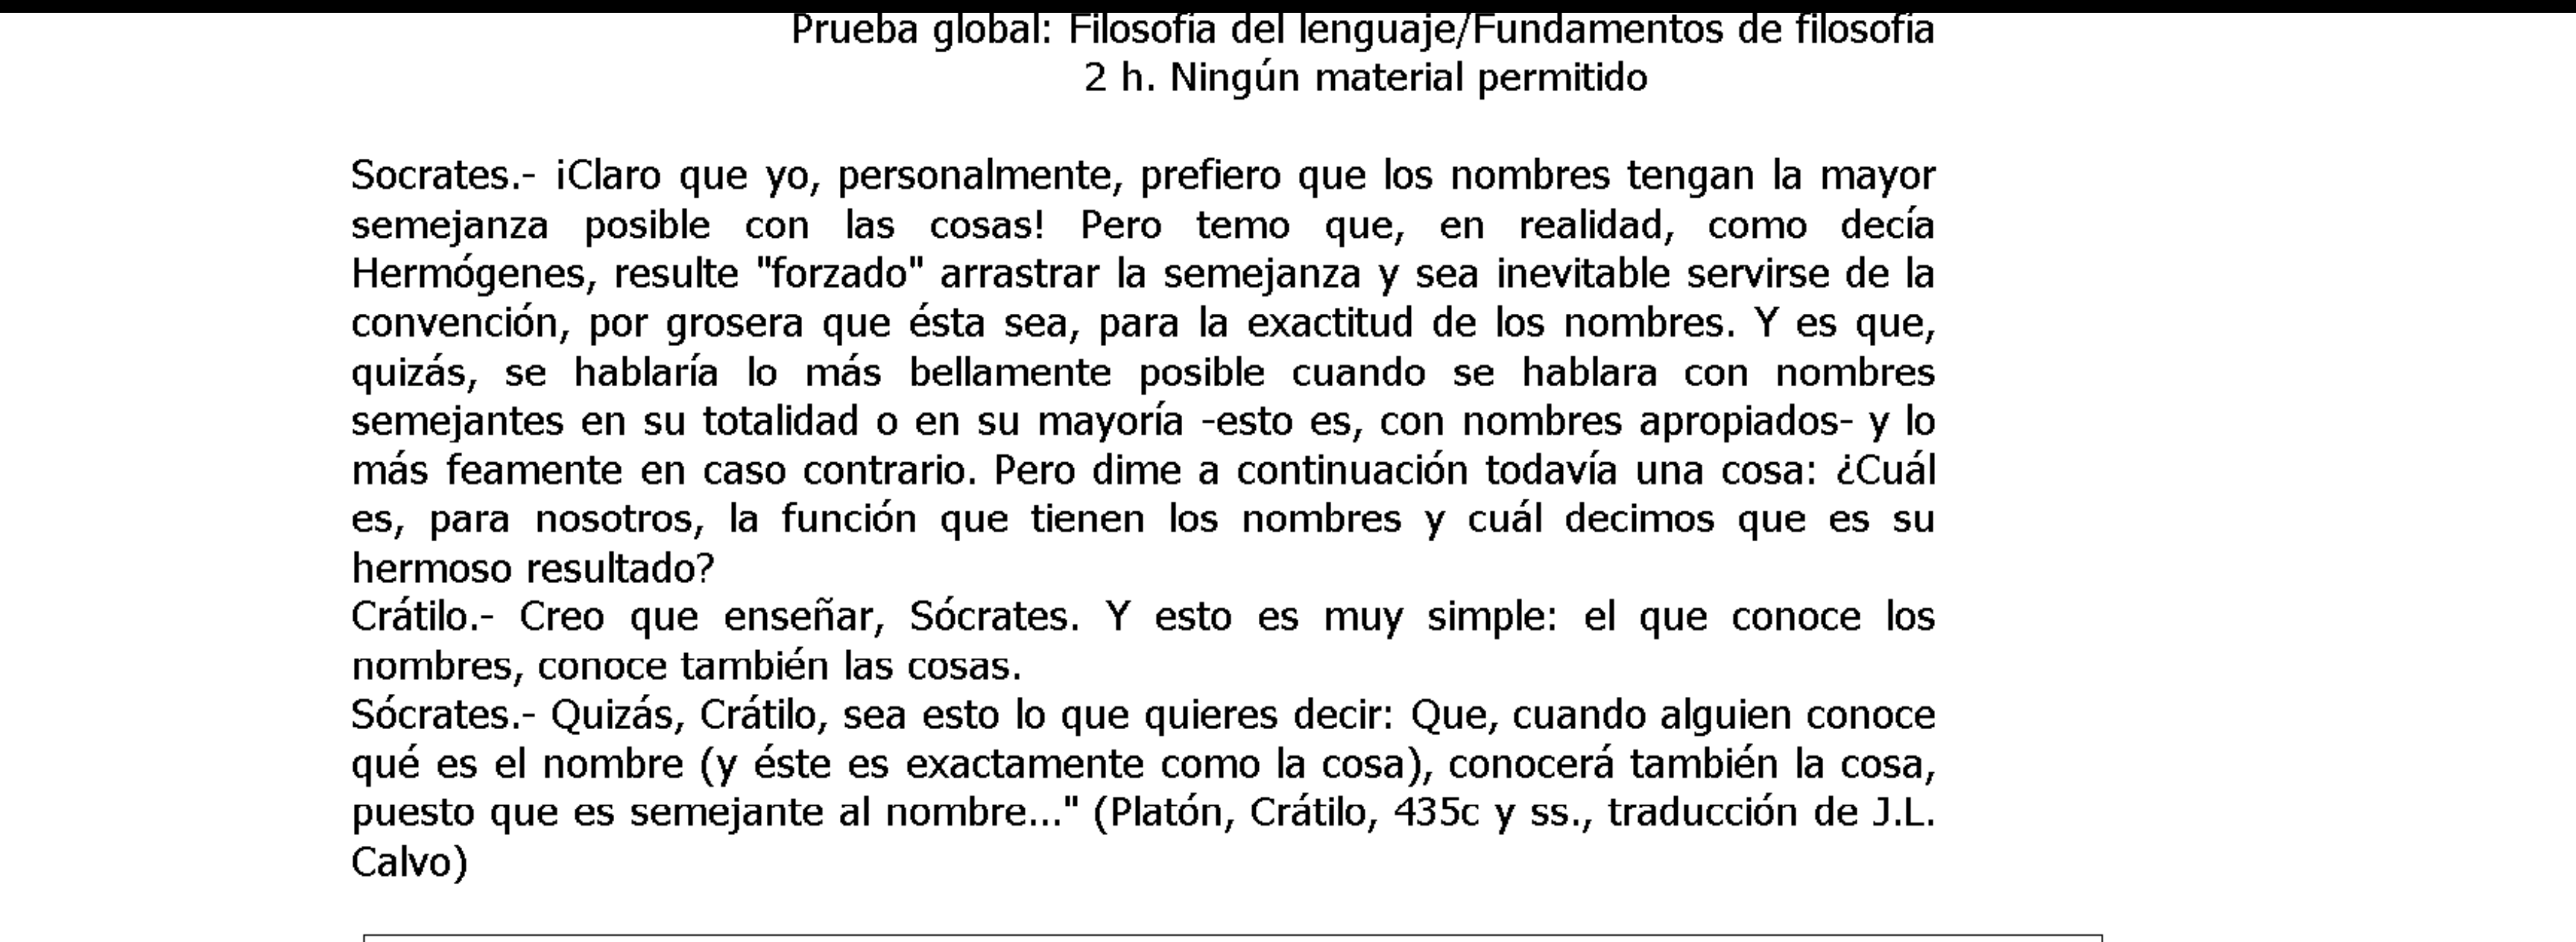 Prueba global: Filosofía del lenguaje/Fundamentos de filosofía
2 h. Ningún material permitido
Socrates.- ¡Claro que yo, personalmente, prefiero que los nombres tengan la mayor
semejanza posible con las cosas! Pero temo que, en realidad, como decía
Hermógenes, resulte "forzado" arrastrar la semejanza y sea inevitable servirse de la
convención, por grosera que ésta sea, para la exactitud de los nombres. Y es que,
quizás, se hablaría lo más bellamente posible cuando se hablara con nombres
semejantes en su totalidad o en su mayoría -esto es, con nombres apropiados- y lo
más feamente en caso contrario. Pero dime a continuación todavía una cosa: ¿Cuál
es, para nosotros, la función que tienen los nombres y cuál decimos que es su
hermoso resultado?
Crátilo.- Creo que enseñar, Sócrates. Y esto es muy simple: el que conoce los
nombres, conoce también las cosas.
Sócrates.- Quizás, Crátilo, sea esto lo que quieres decir: Que, cuando alguien conoce
qué es el nombre (y éste es exactamente como la cosa), conocerá también la cosa,
puesto que es semejante al nombre..." (Platón, Crátilo, 435c y ss., traducción de J.L.
Calvo)